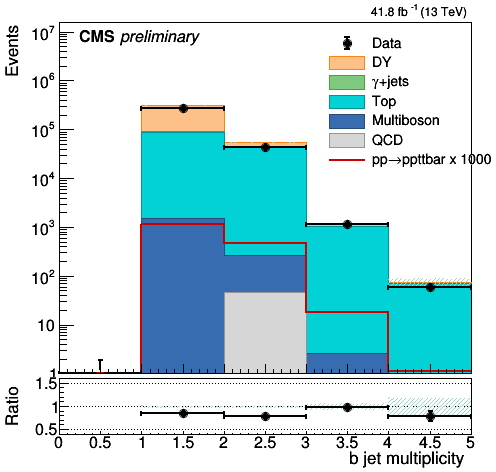 41.8 fb⁻¹ (13 TeV)
CMS preliminary
Events
10⁷
10⁶
10⁵
10⁴
10³
10²
10
1
Data
DY
γ+jets
Top
Multiboson
QCD
pp→ppttbar x 1000
Ratio
1.5
1
0.5
0 0.5 1 1.5 2 2.5 3 3.5 4 4.5 5
b jet multiplicity